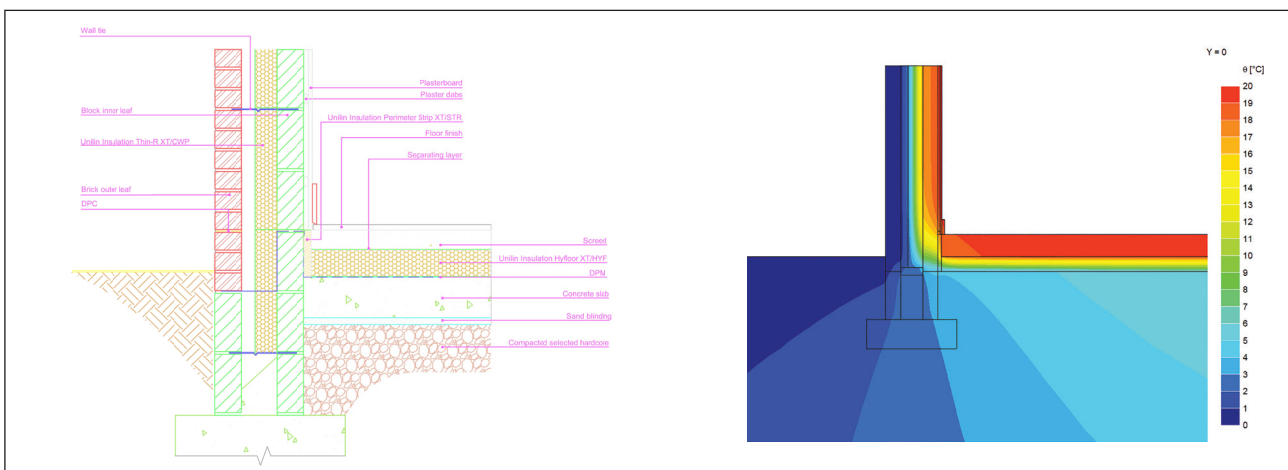 Wall tie
Plasterboard
Plaster dabs
Block inner leaf
Unilin Insulation Perimeter Strip XT/STR
Floor finish
Unilin Insulation Thin-R XT/CWP
Separating layer
Brick outer leaf
DPC
Screed
Unilin Insulation Hyfloor XT/HYF
DPM
Concrete slab
Sand blinding
Compacted selected hardcore
Y = 0
θ [°C]
20
19
18
17
16
15
14
13
12
11
10
9
8
7
6
5
4
3
2
1
0